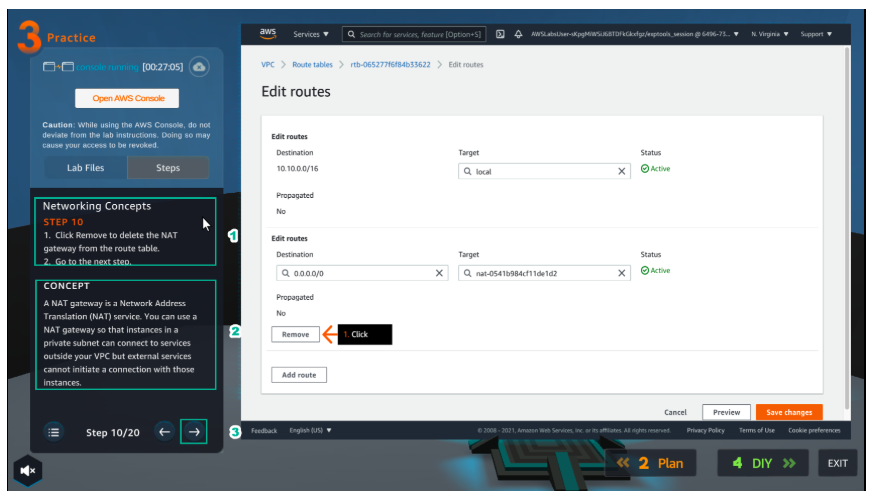 3 Practice
console running [00:27:05]
Open AWS Console
Caution: While using the AWS Console, do not
deviate from the lab instructions. Doing so may
cause your access to be revoked.
Lab Files Steps
Networking Concepts
STEP 10
1. Click Remove to delete the NAT
gateway from the route table.
2. Go to the next step.
1
CONCEPT
A NAT gateway is a Network Address
Translation (NAT) service. You can use a
NAT gateway so that instances in a
private subnet can connect to services
outside your VPC but external services
cannot initiate a connection with those
instances.
2
Step 10/20
3
aws Services ▼ Search for services, feature [Option+S] N. Virginia ▼ Support ▼
VPC > Route tables > rtb-065277f6f84b33622 > Edit routes
Edit routes
Edit routes
Destination Target Status
10.10.0.0/16 local X Active
Propagated
No
Edit routes
Destination Target Status
0.0.0.0/0 X nat-0541b984cf11de1d2 X Active
Propagated
No
Remove 1. Click
Add route
Cancel Preview Save changes
Feedback English (US) ▼ © 2008 - 2021, Amazon Web Services, Inc. or its affiliates. All rights reserved. Privacy Policy Terms of Use Cookie preferences
2 Plan 4 DIY EXIT